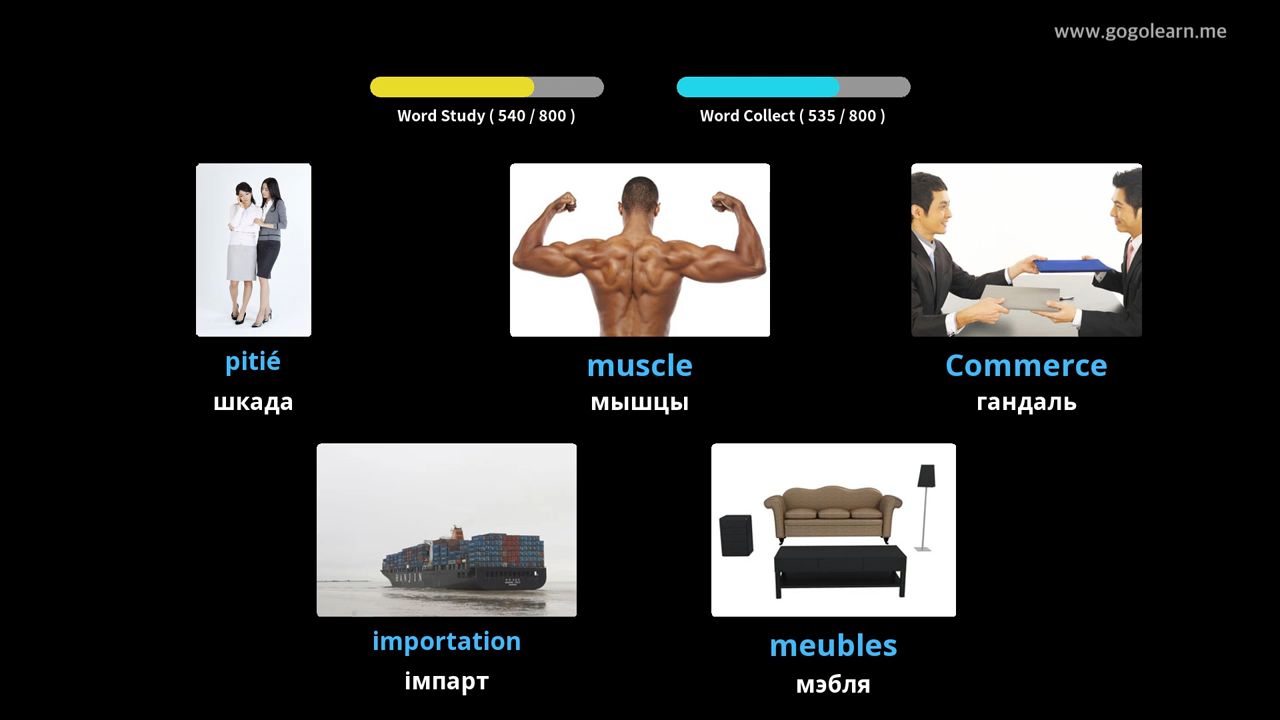 www.gogolearn.me
Word Study ( 540 / 800 )
Word Collect ( 535 / 800 )
pitié
muscle
Commerce
шкада
мышцы
гандаль
HANJIN
importation
meubles
імпарт
мэбля